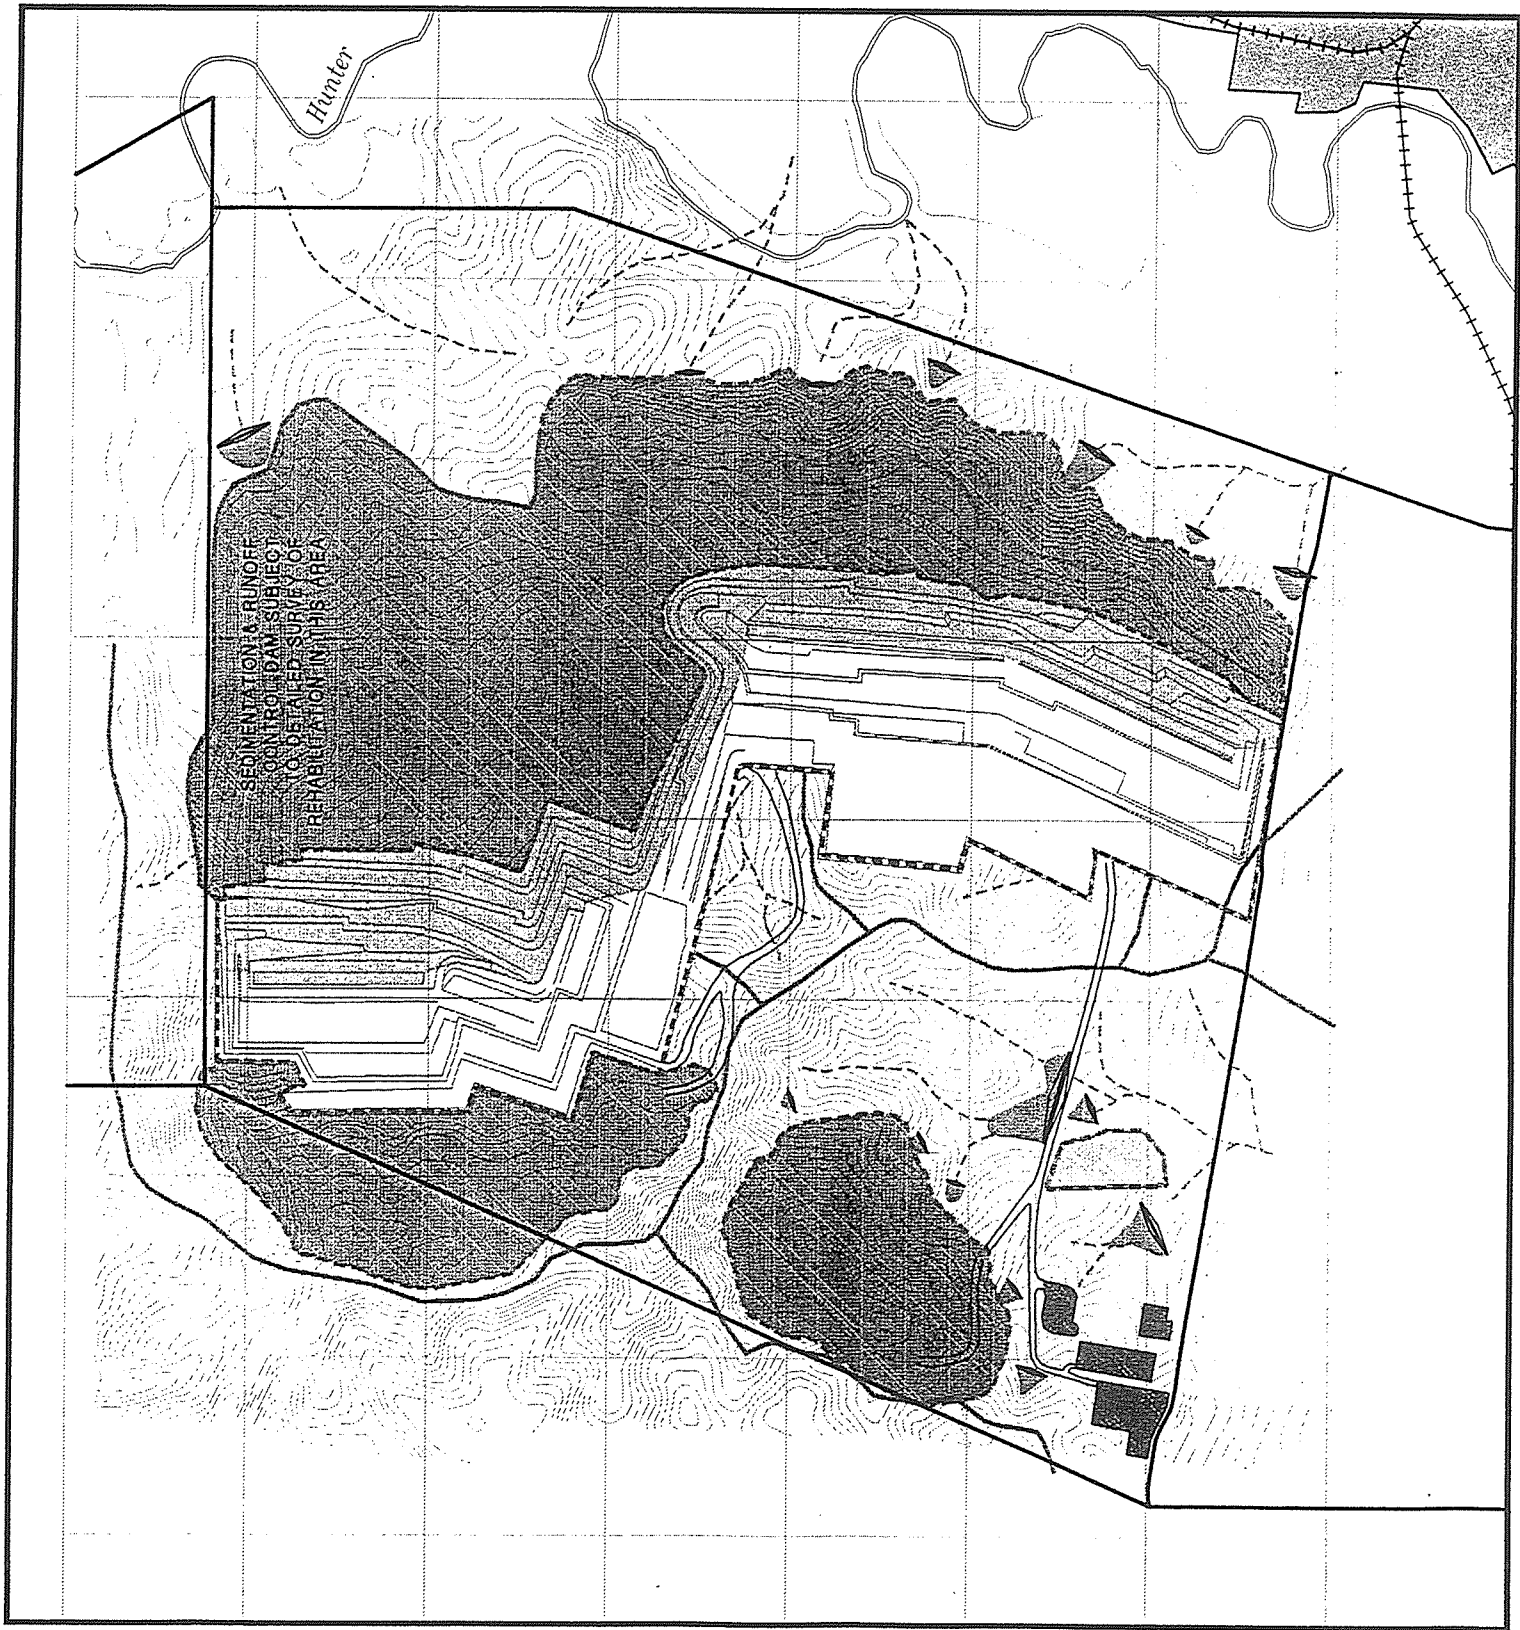 Hunter
SEDIMENTATION & RUNOFF
CONTROL DAM SUBJECT
TO DETAILED SURVEY OF
REHABILITATION IN THIS AREA